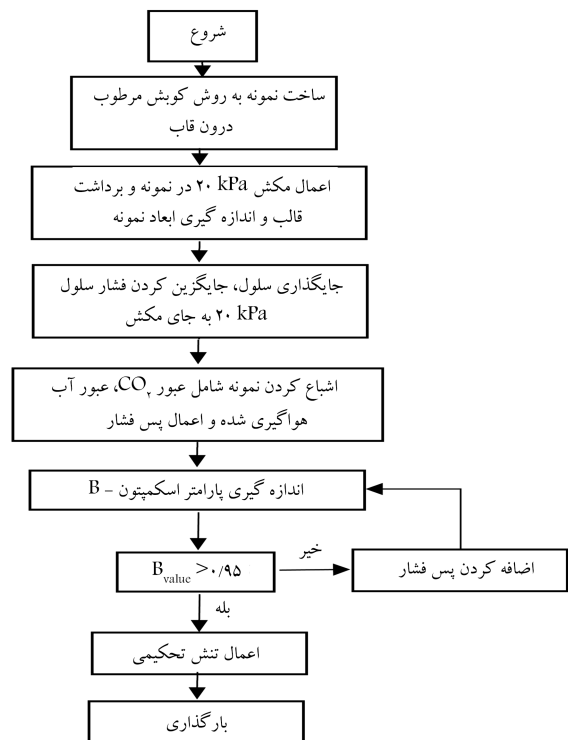 شروع
ساخت نمونه به روش کوبش مرطوب
درون قاب
اعمال مکش ۲۰ kPa در نمونه و برداشت
قالب و اندازه گیری ابعاد نمونه
جایگذاری سلول، جایگزین کردن فشار سلول
۲۰ kPa به جای مکش
اشباع کردن نمونه شامل عبور CO۲، عبور آب
هواگیری شده و اعمال پس فشار
اندازه گیری پارامتر اسکمپتون – B
خیر
Bvalue >۰/۹۵
اضافه کردن پس فشار
بله
اعمال تنش تحکیمی
بارگذاری